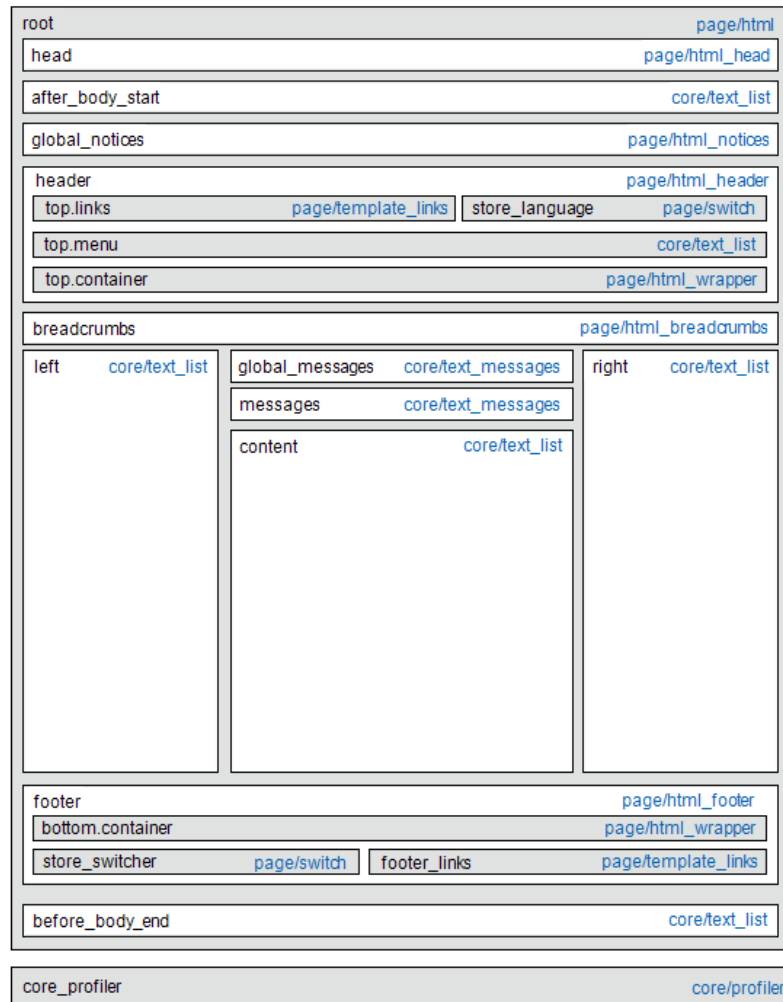 root page/html
head page/html_head
after_body_start core/text_list
global_notices page/html_notices
header page/html_header
top.links page/template_links store_language page/switch
top.menu core/text_list
top.container page/html_wrapper
breadcrumbs page/html_breadcrumbs
left core/text_list global_messages core/text_messages right core/text_list
messages core/text_messages
content core/text_list
footer page/html_footer
bottom.container page/html_wrapper
store_switcher page/switch footer_links page/template_links
before_body_end core/text_list
core_profiler core/profiler